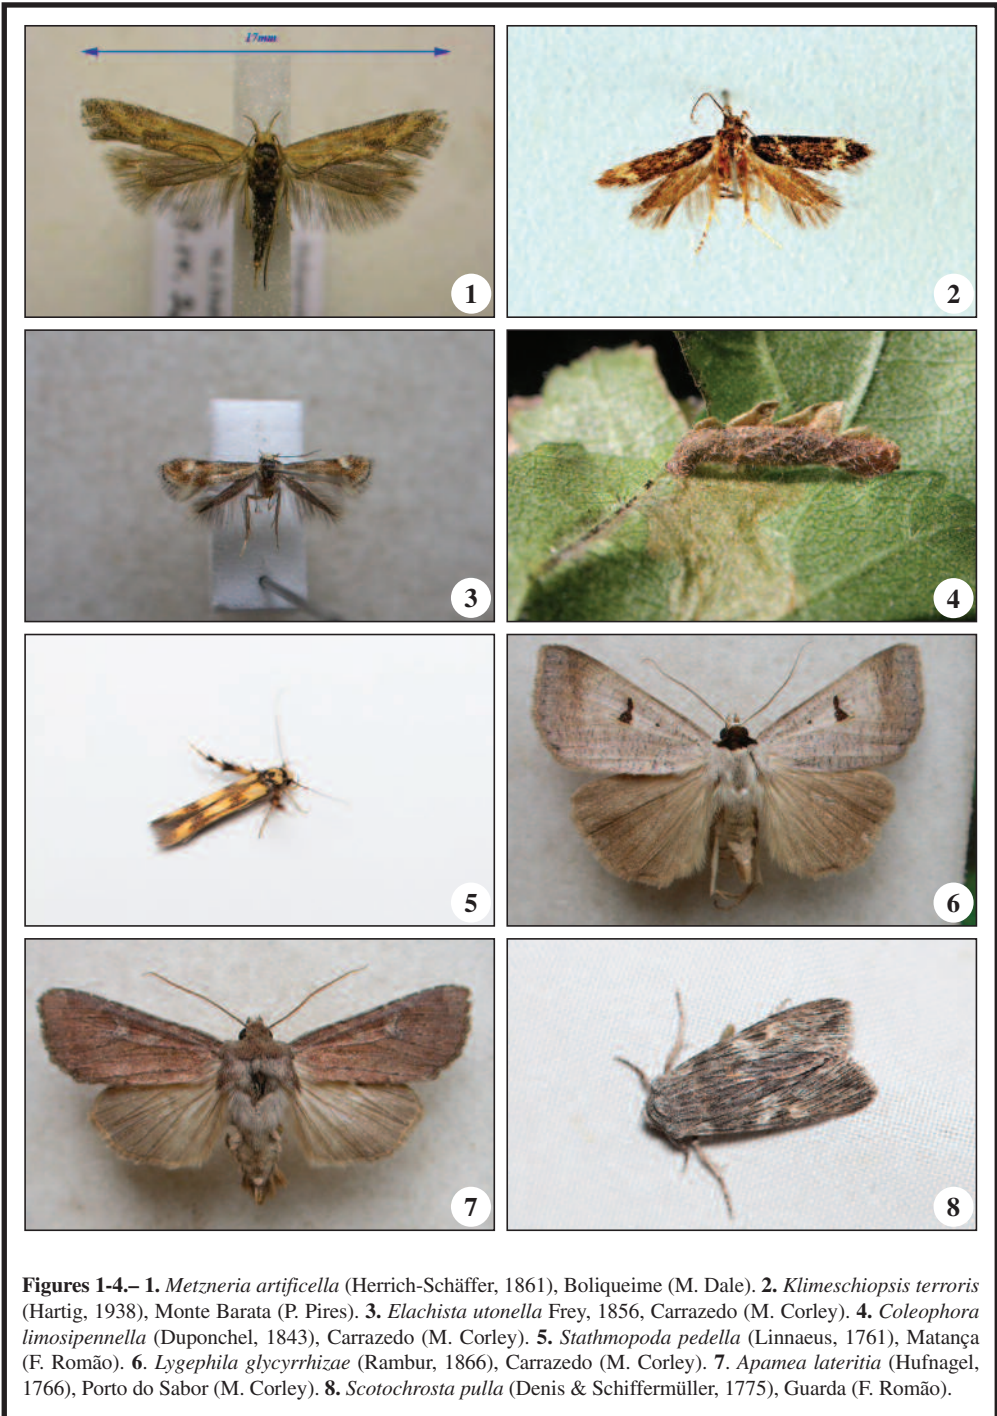 17mm
1
2
3
4
5
6
7
8
Figures 1-4.– 1. Metzneria artificella (Herrich-Schäffer, 1861), Boliqueime (M. Dale). 2. Klimeschiopsis terroris
(Hartig, 1938), Monte Barata (P. Pires). 3. Elachista utonella Frey, 1856, Carrazedo (M. Corley). 4. Coleophora
limosipennella (Duponchel, 1843), Carrazedo (M. Corley). 5. Stathmopoda pedella (Linnaeus, 1761), Matança
(F. Romão). 6. Lygephila glycyrrhizae (Rambur, 1866), Carrazedo (M. Corley). 7. Apamea lateritia (Hufnagel,
1766), Porto do Sabor (M. Corley). 8. Scotochrosta pulla (Denis & Schiffermüller, 1775), Guarda (F. Romão).